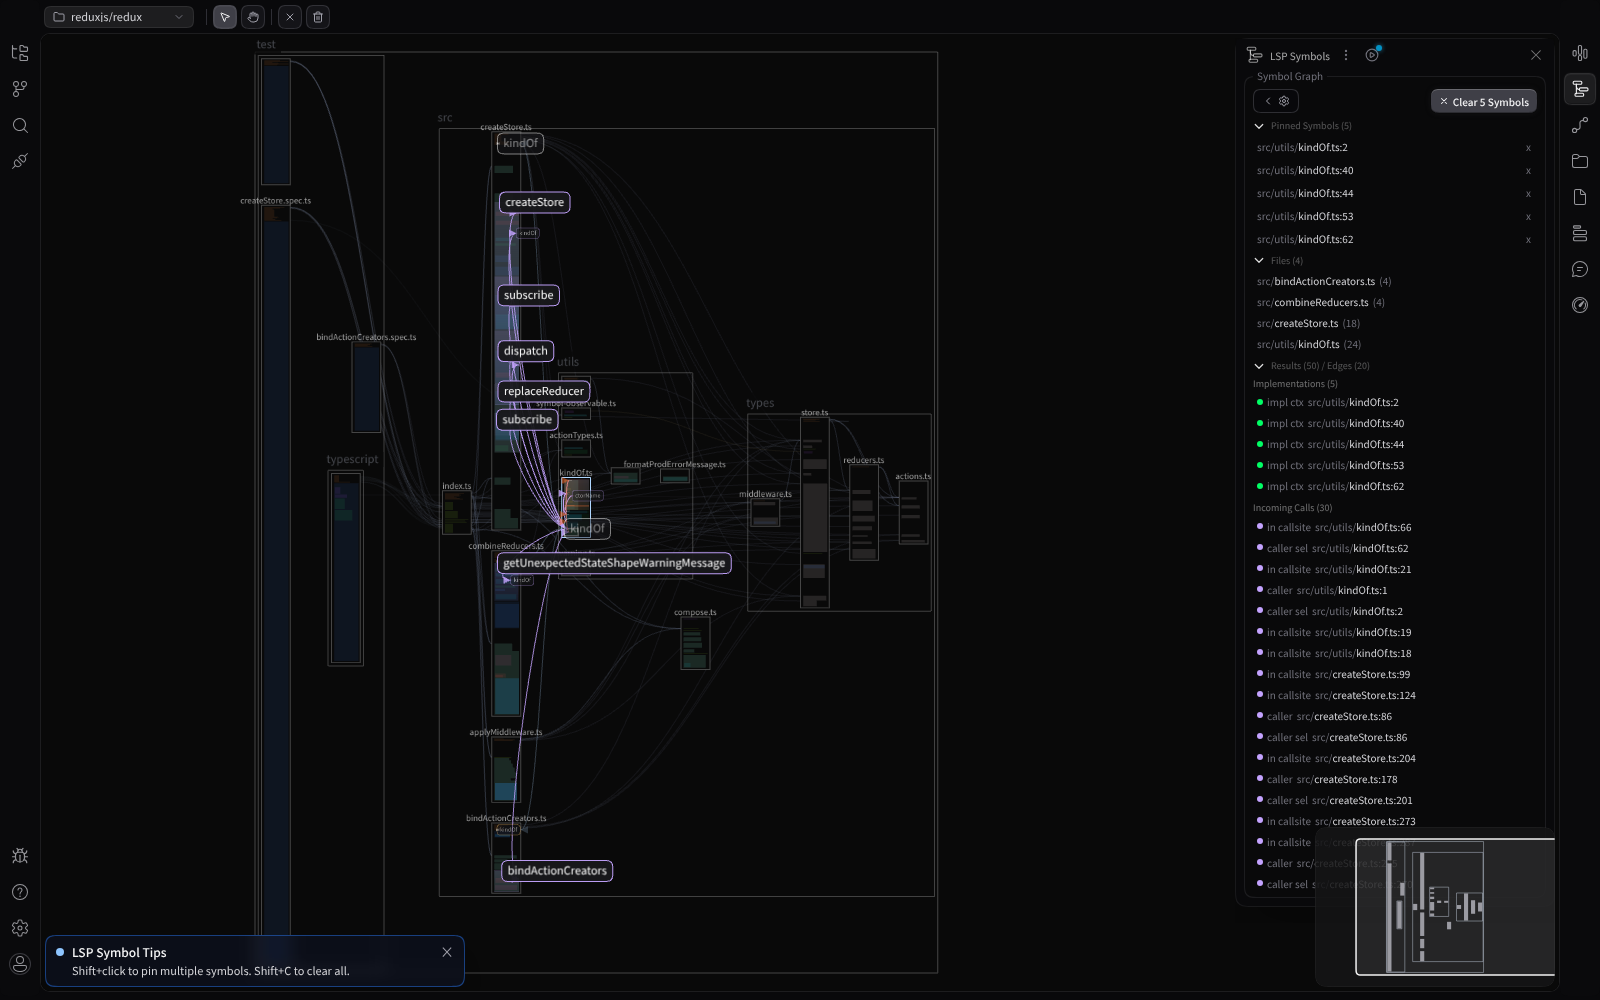 reduxjs/redux
test
createStore.spec.ts
bindActionCreators.spec.ts
typescript
src
createStore.ts
kindOf
createStore
kindOf
subscribe
dispatch
utils
replaceReducer
symbol-observable.ts
subscribe
actionTypes.ts
formatProdErrorMessage.ts
kindOf.ts
ctorName
kindOf
index.ts
combineReducers.ts
getUnexpectedStateShapeWarningMessage
kindOf
types
store.ts
reducers.ts
actions.ts
middleware.ts
compose.ts
applyMiddleware.ts
bindActionCreators.ts
kindOf
bindActionCreators
LSP Symbol Tips
Shift+click to pin multiple symbols. Shift+C to clear all.
LSP Symbols
Symbol Graph
Clear 5 Symbols
Pinned Symbols (5)
src/utils/kindOf.ts:2 x
src/utils/kindOf.ts:40 x
src/utils/kindOf.ts:44 x
src/utils/kindOf.ts:53 x
src/utils/kindOf.ts:62 x
Files (4)
src/bindActionCreators.ts (4)
src/combineReducers.ts (4)
src/createStore.ts (18)
src/utils/kindOf.ts (24)
Results (50) / Edges (20)
Implementations (5)
impl ctx src/utils/kindOf.ts:2
impl ctx src/utils/kindOf.ts:40
impl ctx src/utils/kindOf.ts:44
impl ctx src/utils/kindOf.ts:53
impl ctx src/utils/kindOf.ts:62
Incoming Calls (30)
in callsite src/utils/kindOf.ts:66
caller sel src/utils/kindOf.ts:62
in callsite src/utils/kindOf.ts:21
caller src/utils/kindOf.ts:1
caller sel src/utils/kindOf.ts:2
in callsite src/utils/kindOf.ts:19
in callsite src/utils/kindOf.ts:18
in callsite src/createStore.ts:99
in callsite src/createStore.ts:124
caller src/createStore.ts:86
caller sel src/createStore.ts:86
in callsite src/createStore.ts:204
caller src/createStore.ts:178
caller sel src/createStore.ts:201
in callsite src/createStore.ts:273
in callsite
caller src/createStore.ts
caller sel src/createStore.ts